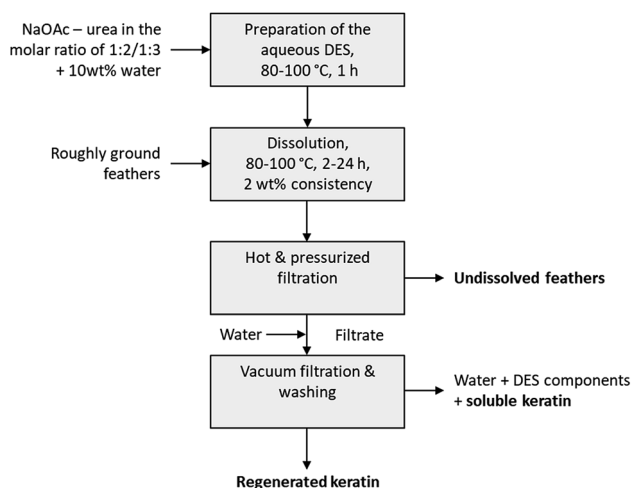 NaOAc – urea in the
molar ratio of 1:2/1:3
+ 10wt% water
Preparation of the
aqueous DES,
80-100 °C, 1 h
Roughly ground
feathers
Dissolution,
80-100 °C, 2-24 h,
2 wt% consistency
Hot & pressurized
filtration
Undissolved feathers
Water
Filtrate
Vacuum filtration &
washing
Water + DES components
+ soluble keratin
Regenerated keratin